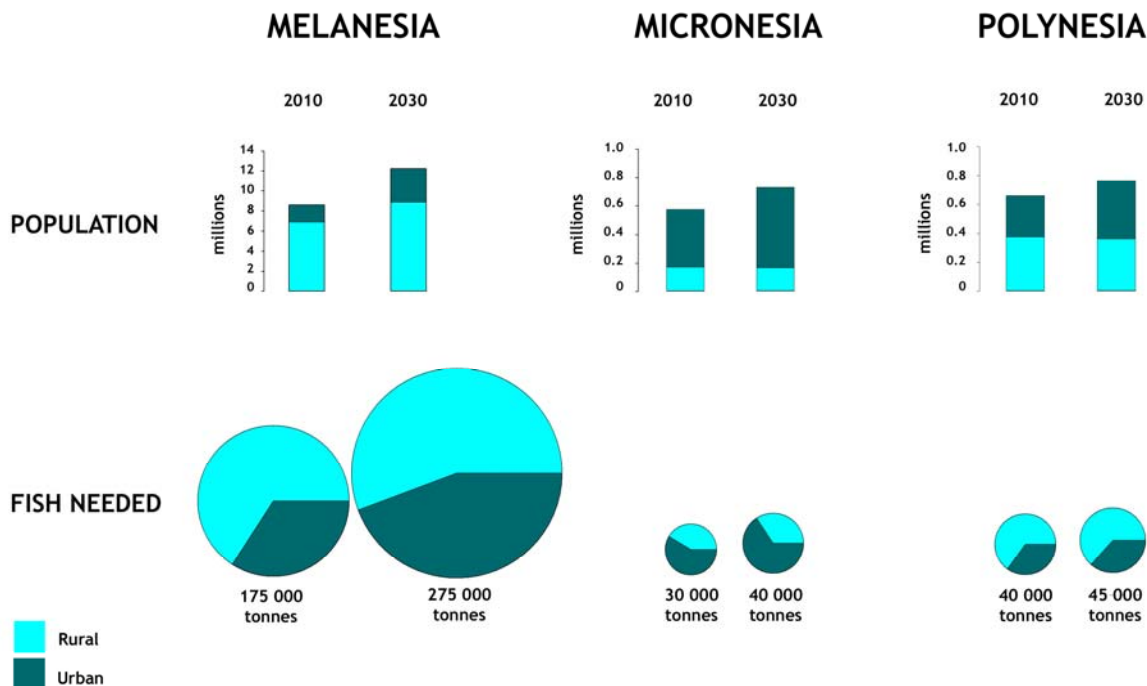 MELANESIA
MICRONESIA
POLYNESIA
2010
2030
2010
2030
2010
2030
POPULATION
millions
14
12
10
8
6
4
2
0
millions
1.0
0.8
0.6
0.4
0.2
0
millions
1.0
0.8
0.6
0.4
0.2
0
FISH NEEDED
175 000
tonnes
275 000
tonnes
30 000
tonnes
40 000
tonnes
40 000
tonnes
45 000
tonnes
Rural
Urban